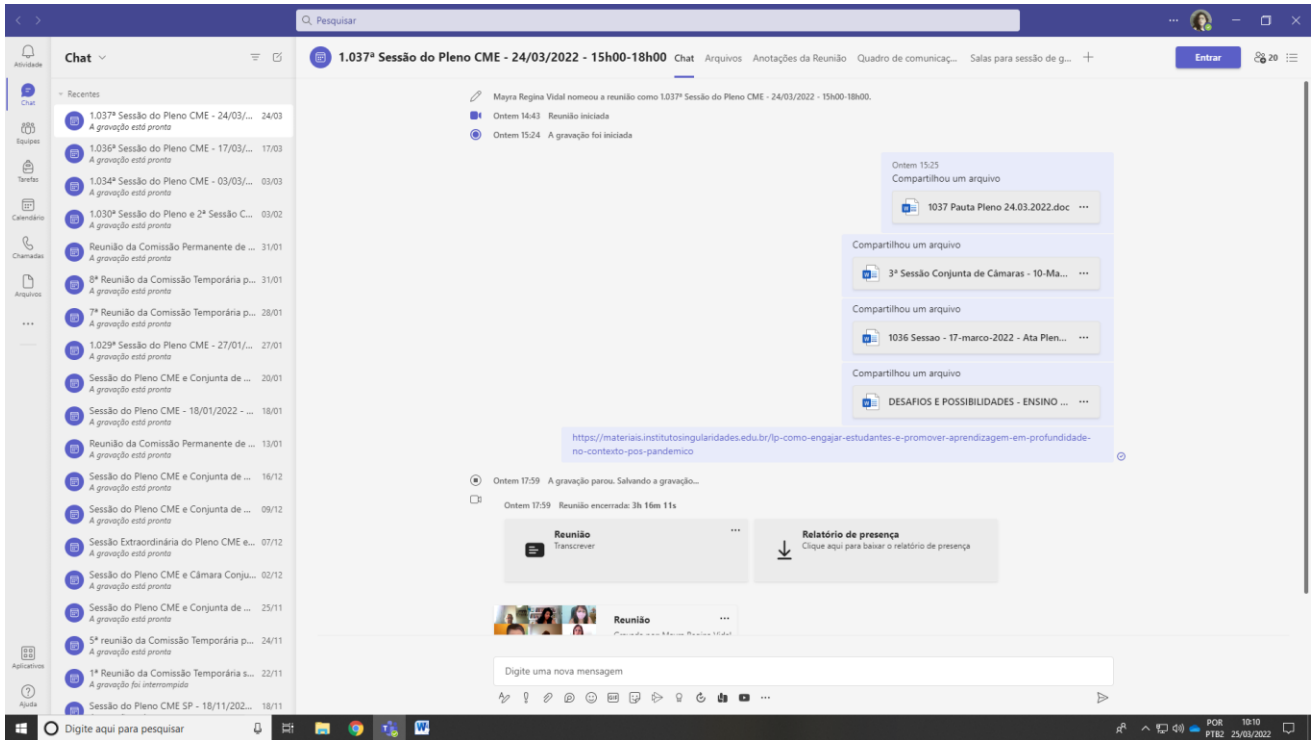 Pesquisar
Atividade
Chat
Equipes
Tarefas
Calendário
Chamadas
Arquivos
Aplicativos
Ajuda
Chat
Recentes
1.037ª Sessão do Pleno CME - 24/03/... 24/03
A gravação está pronta
1.036ª Sessão do Pleno CME - 17/03/... 17/03
A gravação está pronta
1.034ª Sessão do Pleno CME - 03/03/... 03/03
A gravação está pronta
1.030ª Sessão do Pleno e 2ª Sessão C... 03/02
A gravação está pronta
Reunião da Comissão Permanente de ... 31/01
A gravação está pronta
8ª Reunião da Comissão Temporária p... 31/01
A gravação está pronta
7ª Reunião da Comissão Temporária p... 28/01
A gravação está pronta
1.029ª Sessão do Pleno CME - 27/01/... 27/01
A gravação está pronta
Sessão do Pleno CME e Conjunta de ... 20/01
A gravação está pronta
Sessão do Pleno CME - 18/01/2022 - ... 18/01
A gravação está pronta
Reunião da Comissão Permanente de ... 13/01
A gravação está pronta
Sessão do Pleno CME e Conjunta de ... 16/12
A gravação está pronta
Sessão do Pleno CME e Conjunta de ... 09/12
A gravação está pronta
Sessão Extraordinária do Pleno CME e... 07/12
A gravação está pronta
Sessão do Pleno CME e Câmara Conju... 02/12
A gravação está pronta
Sessão do Pleno CME e Conjunta de ... 25/11
A gravação está pronta
5ª reunião da Comissão Temporária p... 24/11
A gravação está pronta
1ª Reunião da Comissão Temporária s... 22/11
A gravação foi interrompida
Sessão do Pleno CME SP - 18/11/202... 18/11
1.037ª Sessão do Pleno CME - 24/03/2022 - 15h00-18h00 Chat Arquivos Anotações da Reunião Quadro de comunicaç... Salas para sessão de g... Entrar 20
Mayra Regina Vidal nomeou a reunião como 1.037ª Sessão do Pleno CME - 24/03/2022 - 15h00-18h00.
Ontem 14:43 Reunião iniciada
Ontem 15:24 A gravação foi iniciada
Ontem 15:25
Compartilhou um arquivo
1037 Pauta Pleno 24.03.2022.doc ...
Compartilhou um arquivo
3ª Sessão Conjunta de Câmaras - 10-Ma... ...
Compartilhou um arquivo
1036 Sessao - 17-marco-2022 - Ata Plen... ...
Compartilhou um arquivo
DESAFIOS E POSSIBILIDADES - ENSINO ... ...
https://materiais.institutosingularidades.edu.br/lp-como-engajar-estudantes-e-promover-aprendizagem-em-profundidade-
no-contexto-pos-pandemico
Ontem 17:59 A gravação parou. Salvando a gravação...
Ontem 17:59 Reunião encerrada: 3h 16m 11s
Reunião
Transcrever
Relatório de presença
Clique aqui para baixar o relatório de presença
Reunião
Digite uma nova mensagem
GIF
Digite aqui para pesquisar
POR 10:10
PTB2 25/03/2022